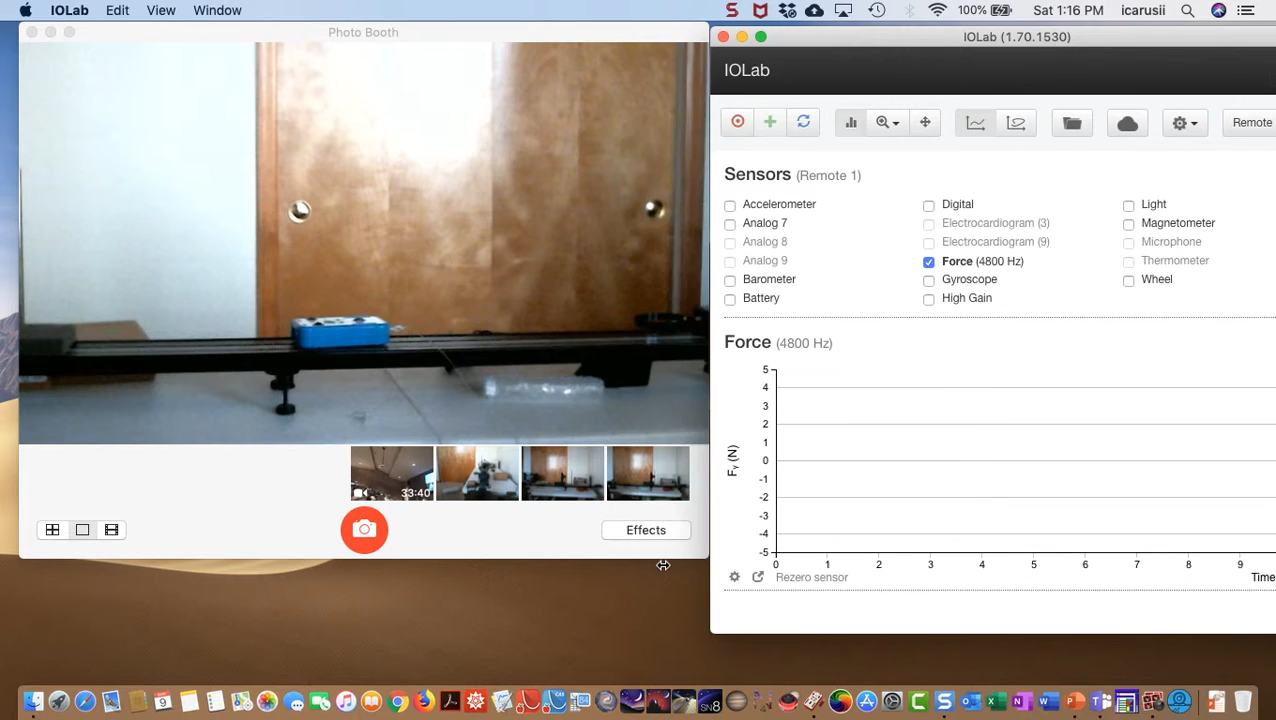 IOLab Edit View Window 100% Sat 1:16 PM icarusii
Photo Booth
33:40
Effects
IOLab (1.70.1530)
IOLab
Remote
Sensors (Remote 1)
Accelerometer Digital Light
Analog 7 Electrocardiogram (3) Magnetometer
Analog 8 Electrocardiogram (9) Microphone
Analog 9 Force (4800 Hz) Thermometer
Barometer Gyroscope Wheel
Battery High Gain
Force (4800 Hz)
5
4
3
2
1
0
-1
-2
-3
-4
-5
Fy (N)
0 1 2 3 4 5 6 7 8 9
Rezero sensor Time
9
SN8